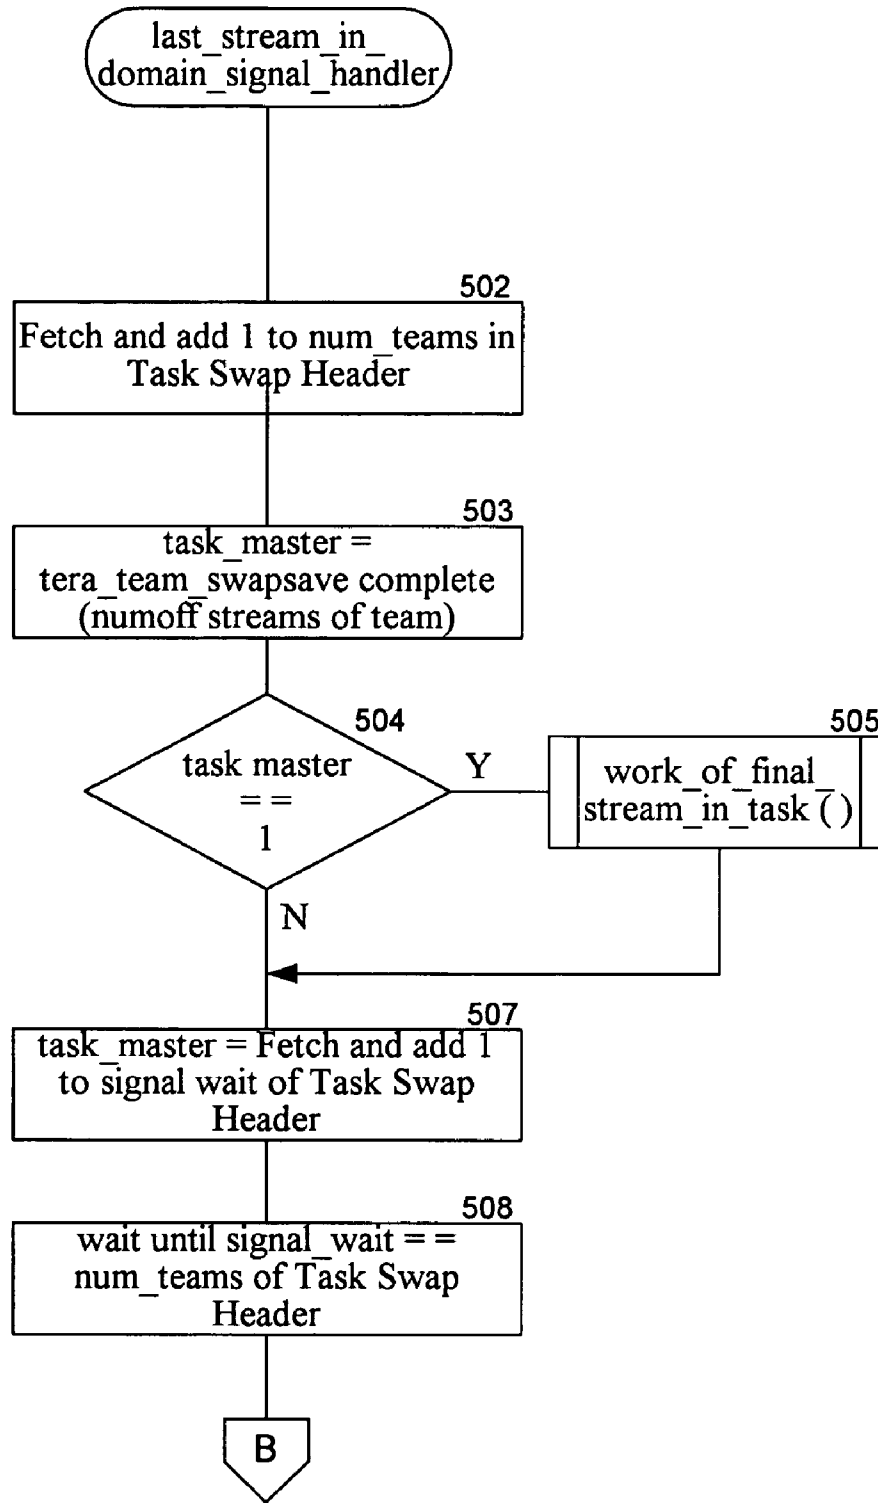 last_stream_in_
domain_signal_handler
502
Fetch and add 1 to num_teams in
Task Swap Header
503
task_master =
tera_team_swapsave complete
(numoff streams of team)
504
task master
= =
1
Y
505
work_of_final_
stream_in_task ( )
N
507
task_master = Fetch and add 1
to signal wait of Task Swap
Header
508
wait until signal_wait = =
num_teams of Task Swap
Header
B